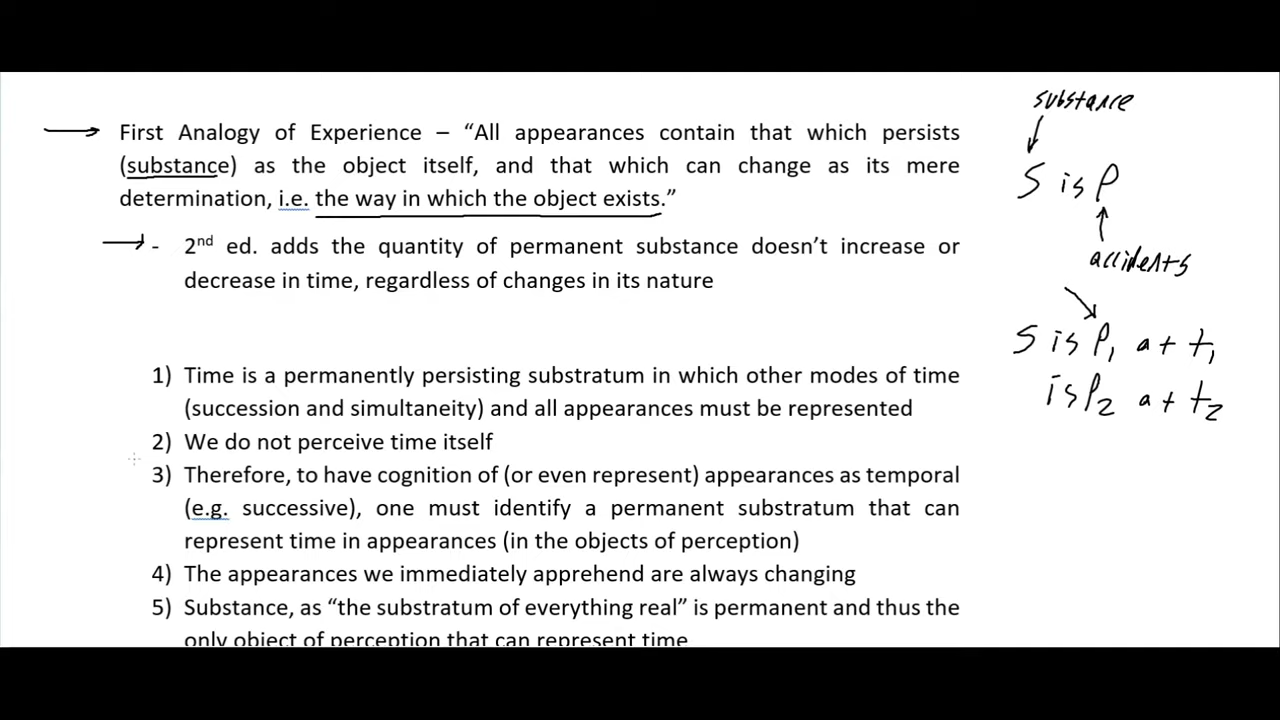 First Analogy of Experience – “All appearances contain that which persists
(substance) as the object itself, and that which can change as its mere
determination, i.e. the way in which the object exists.”
- 2nd ed. adds the quantity of permanent substance doesn’t increase or
decrease in time, regardless of changes in its nature
1) Time is a permanently persisting substratum in which other modes of time
(succession and simultaneity) and all appearances must be represented
2) We do not perceive time itself
3) Therefore, to have cognition of (or even represent) appearances as temporal
(e.g. successive), one must identify a permanent substratum that can
represent time in appearances (in the objects of perception)
4) The appearances we immediately apprehend are always changing
5) Substance, as “the substratum of everything real” is permanent and thus the
only object of perception that can represent time
substance
S is P
accidents
S is P1 at t1
is P2 at t2